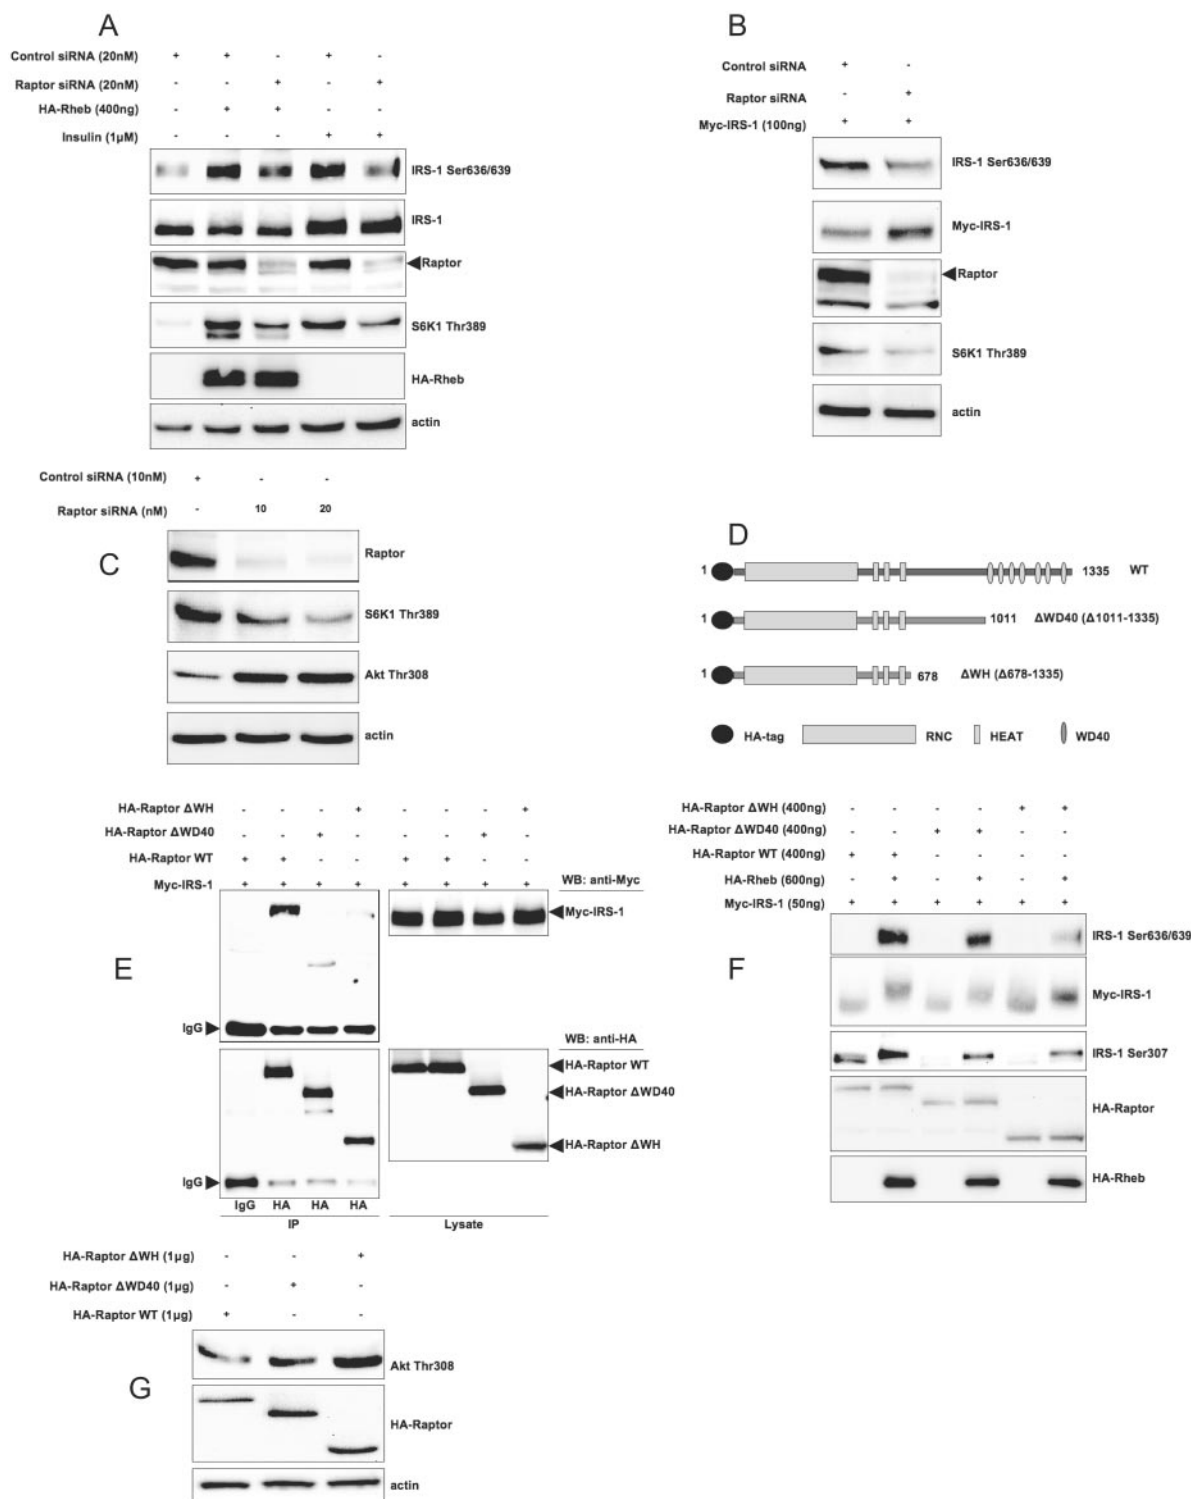 A
Control siRNA (20nM) + + - + -
Raptor siRNA (20nM) - - + - +
HA-Rheb (400ng) - + + - -
Insulin (1µM) - - - + +
IRS-1 Ser636/639
IRS-1
Raptor
S6K1 Thr389
HA-Rheb
actin
B
Control siRNA + -
Raptor siRNA - +
Myc-IRS-1 (100ng) + +
IRS-1 Ser636/639
Myc-IRS-1
Raptor
S6K1 Thr389
actin
Control siRNA (10nM) + - -
Raptor siRNA (nM) - 10 20
C
Raptor
S6K1 Thr389
Akt Thr308
actin
D
1 1335 WT
1 1011 ΔWD40 (Δ1011-1335)
1 678 ΔWH (Δ678-1335)
HA-tag RNC HEAT WD40
HA-Raptor ΔWH - - - + - - - +
HA-Raptor ΔWD40 - - + - - - + -
HA-Raptor WT + + - - + + - -
Myc-IRS-1 + + + + + + + +
WB: anti-Myc
Myc-IRS-1
E
IgG
WB: anti-HA
HA-Raptor WT
HA-Raptor ΔWD40
HA-Raptor ΔWH
IgG
IgG HA HA HA
IP Lysate
HA-Raptor ΔWH (400ng) - - - - + +
HA-Raptor ΔWD40 (400ng) - - + + - -
HA-Raptor WT (400ng) + + - - - -
HA-Rheb (600ng) - + - + - +
Myc-IRS-1 (50ng) + + + + + +
IRS-1 Ser636/639
F
Myc-IRS-1
IRS-1 Ser307
HA-Raptor
HA-Rheb
HA-Raptor ΔWH (1µg) - - +
HA-Raptor ΔWD40 (1µg) - + -
HA-Raptor WT (1µg) + - -
Akt Thr308
G
HA-Raptor
actin